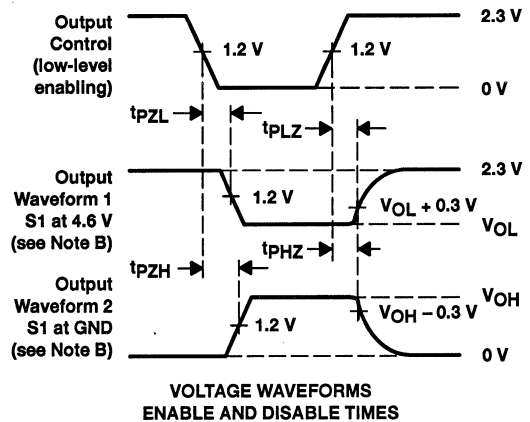 Output
Control
(low-level
enabling)
1.2 V
1.2 V
2.3 V
0 V
tPZL
tPLZ
Output
Waveform 1
S1 at 4.6 V
(see Note B)
1.2 V
2.3 V
VOL + 0.3 V
VOL
tPZH
tPHZ
Output
Waveform 2
S1 at GND
(see Note B)
1.2 V
VOH
VOH − 0.3 V
0 V
VOLTAGE WAVEFORMS
ENABLE AND DISABLE TIMES